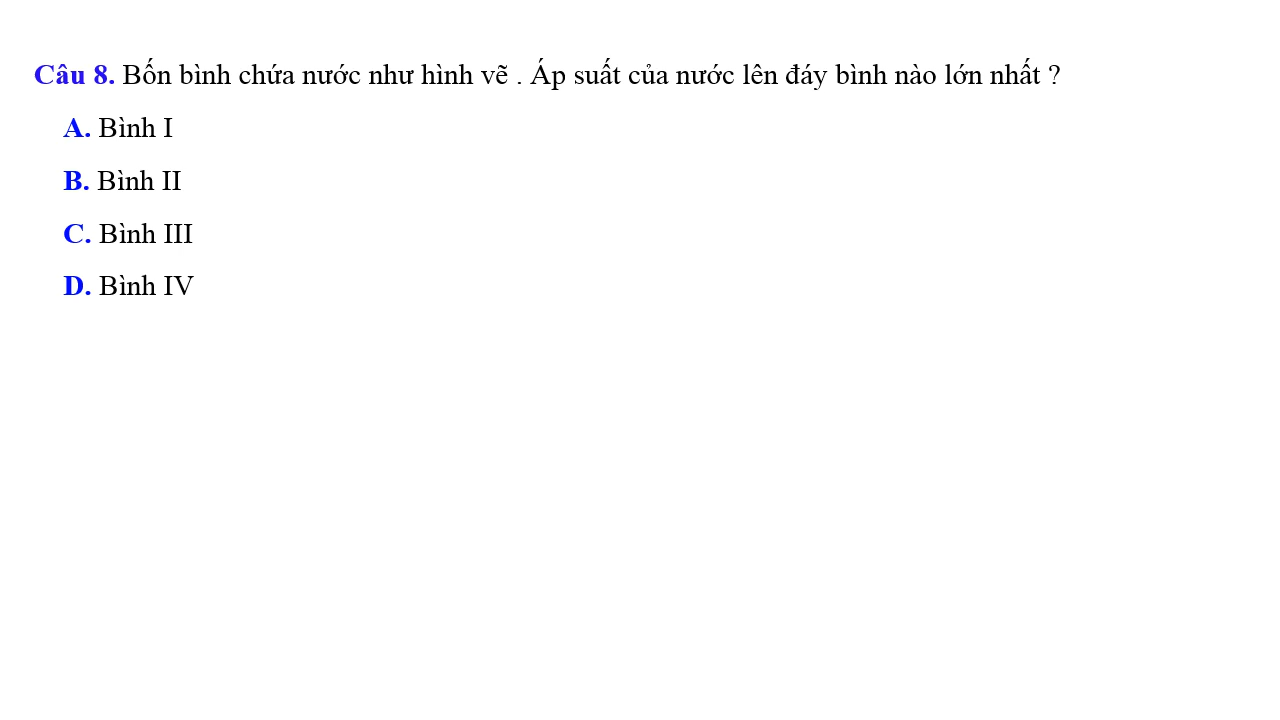 Câu 8. Bốn bình chứa nước như hình vẽ . Áp suất của nước lên đáy bình nào lớn nhất ?
A. Bình I
B. Bình II
C. Bình III
D. Bình IV